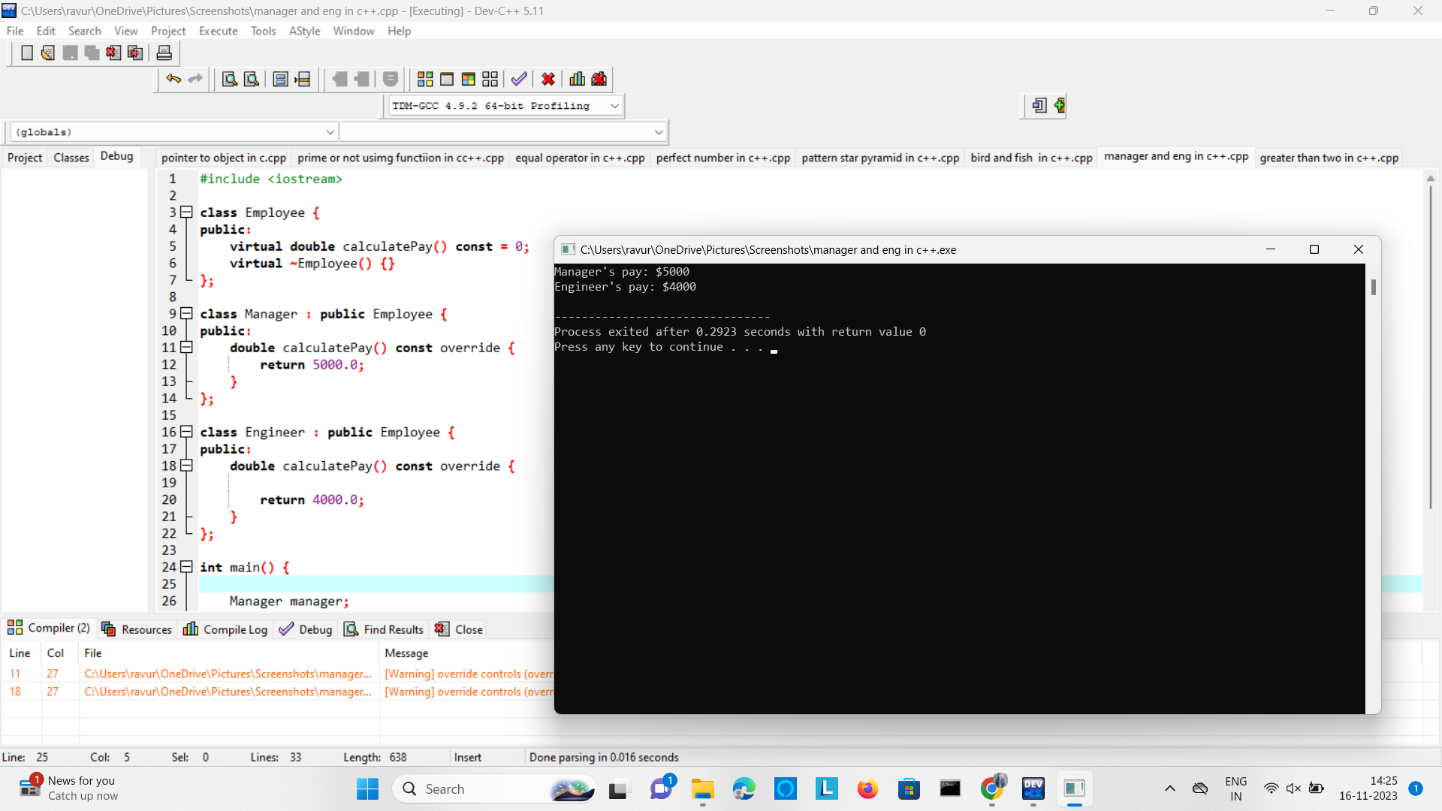 C:\Users\ravur\OneDrive\Pictures\Screenshots\manager and eng in c++.cpp - [Executing] - Dev-C++ 5.11
File Edit Search View Project Execute Tools AStyle Window Help
TDM-GCC 4.9.2 64-bit Profiling
(globals)
Project Classes Debug
pointer to object in c.cpp prime or not usimg functiion in cc++.cpp equal operator in c++.cpp perfect number in c++.cpp pattern star pyramid in c++.cpp bird and fish in c++.cpp manager and eng in c++.cpp greater than two in c++.cpp
1 #include <iostream>
2
3 class Employee {
4 public:
5 virtual double calculatePay() const = 0;
6 virtual ~Employee() {}
7 };
8
9 class Manager : public Employee {
10 public:
11 double calculatePay() const override {
12 return 5000.0;
13 }
14 };
15
16 class Engineer : public Employee {
17 public:
18 double calculatePay() const override {
19
20 return 4000.0;
21 }
22 };
23
24 int main() {
25
26 Manager manager;
C:\Users\ravur\OneDrive\Pictures\Screenshots\manager and eng in c++.exe
Manager's pay: $5000
Engineer's pay: $4000
--------------------------------
Process exited after 0.2923 seconds with return value 0
Press any key to continue . . .
Compiler (2) Resources Compile Log Debug Find Results Close
Line Col File Message
11 27 C:\Users\ravur\OneDrive\Pictures\Screenshots\manager... [Warning] override controls (overr
18 27 C:\Users\ravur\OneDrive\Pictures\Screenshots\manager... [Warning] override controls (overr
Line: 25 Col: 5 Sel: 0 Lines: 33 Length: 638 Insert Done parsing in 0.016 seconds
1 News for you
Catch up now
Search
1
L
DEV
ENG
IN
14:25
16-11-2023
1